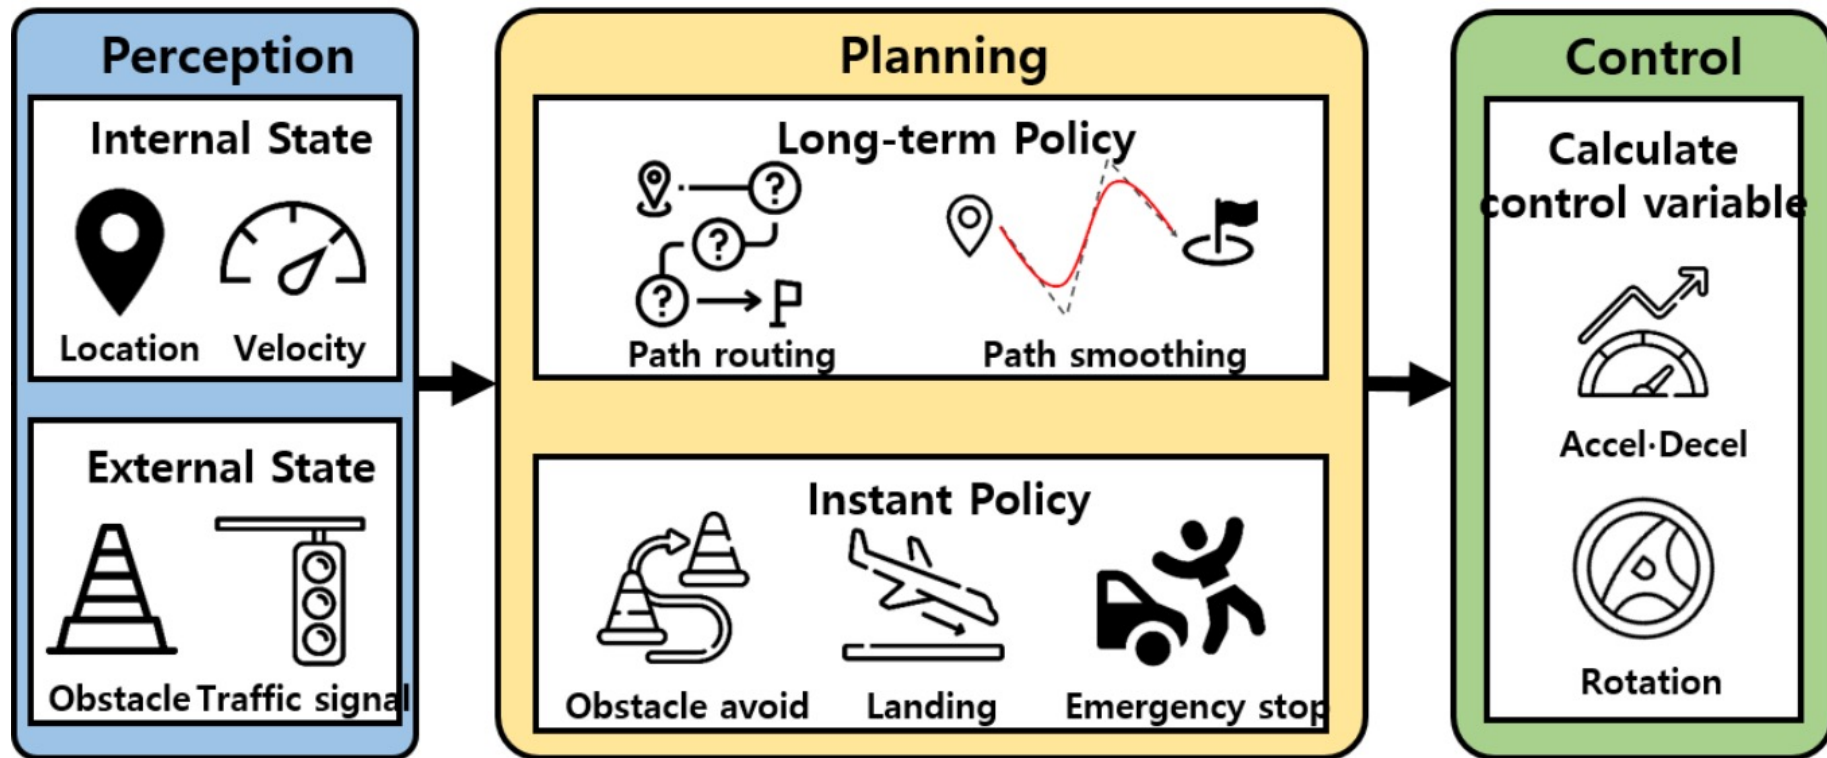 Perception
Internal State
Location
Velocity
External State
Obstacle
Traffic signal
Planning
Long-term Policy
? 
?
?
Path routing
Path smoothing
Instant Policy
Obstacle avoid
Landing
Emergency stop
Control
Calculate
control variable
Accel·Decel
Rotation